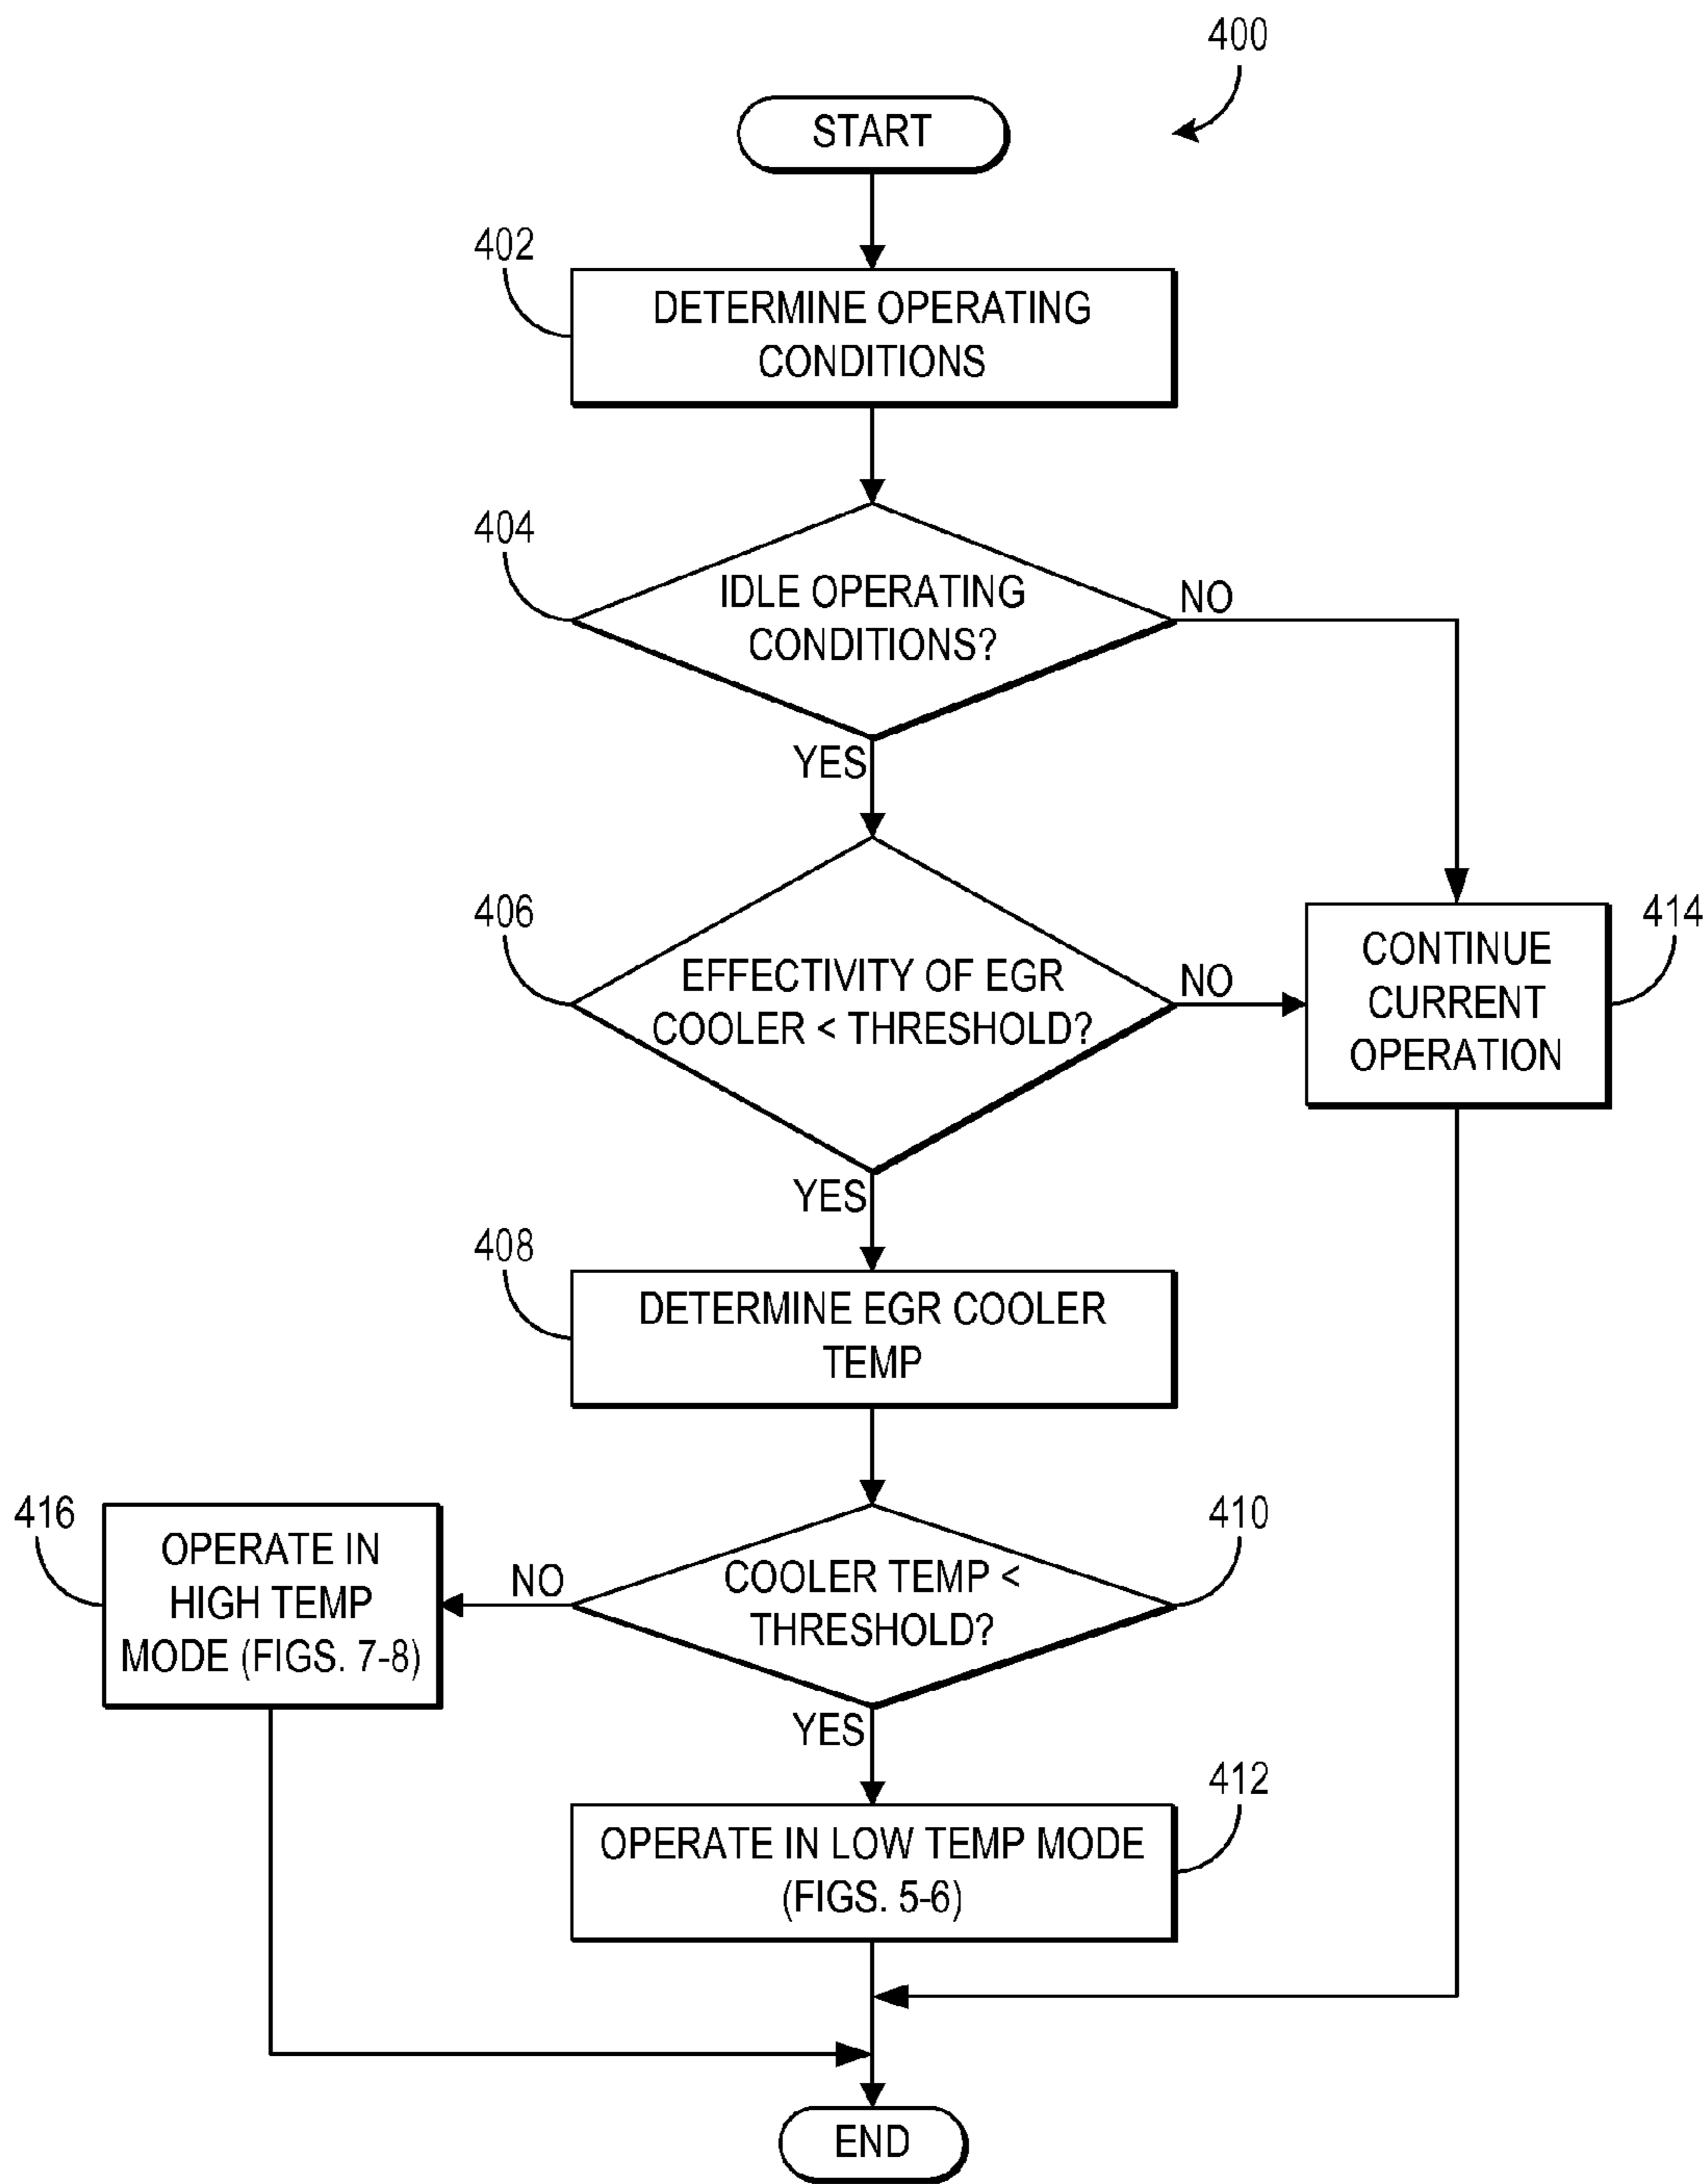 400
START
402
DETERMINE OPERATING
CONDITIONS
404
IDLE OPERATING
CONDITIONS?
NO
YES
406
EFFECTIVITY OF EGR
COOLER < THRESHOLD?
NO
414
CONTINUE
CURRENT
OPERATION
YES
408
DETERMINE EGR COOLER
TEMP
416
OPERATE IN
HIGH TEMP
MODE (FIGS. 7-8)
NO
410
COOLER TEMP <
THRESHOLD?
YES
412
OPERATE IN LOW TEMP MODE
(FIGS. 5-6)
END